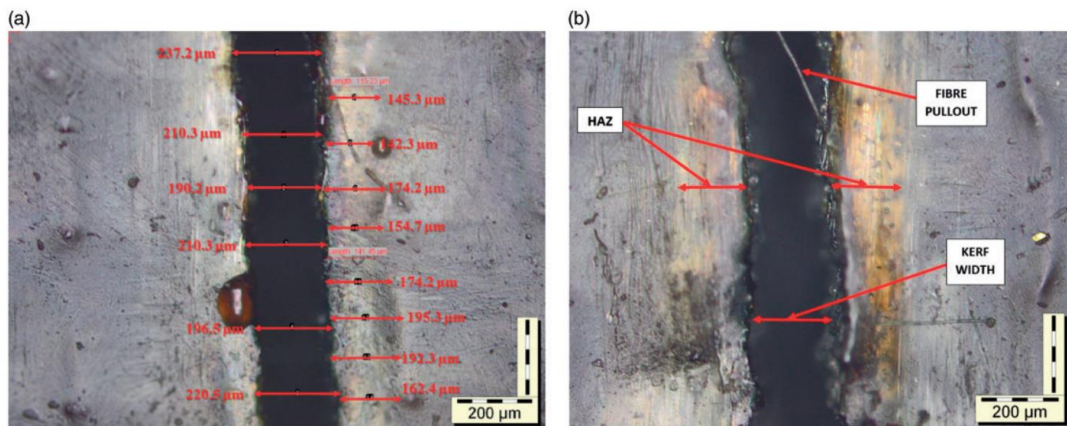 (a)
237.2 µm
145.3 µm
210.3 µm
142.3 µm
190.2 µm
174.2 µm
154.7 µm
210.3 µm
174.2 µm
195.3 µm
196.5 µm
192.3 µm
220.5 µm
162.4 µm
200 µm
(b)
FIBRE
PULLOUT
HAZ
KERF
WIDTH
200 µm